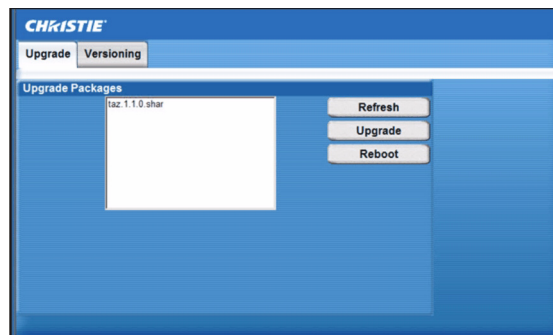 CHRISTIE
Upgrade Versioning
Upgrade Packages
taz.1.1.0.shar
Refresh
Upgrade
Reboot